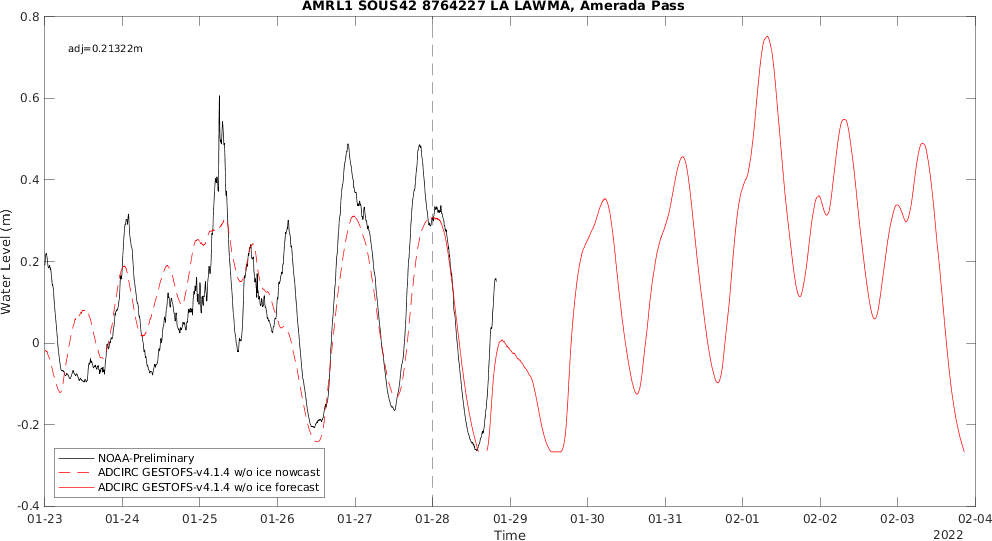 AMRL1 SOUS42 8764227 LA LAWMA, Amerada Pass
adj=0.21322m
Water Level (m)
0.8
0.6
0.4
0.2
0
-0.2
-0.4
NOAA-Preliminary
ADCIRC GESTOFS-v4.1.4 w/o ice nowcast
ADCIRC GESTOFS-v4.1.4 w/o ice forecast
01-23 01-24 01-25 01-26 01-27 01-28 01-29 01-30 01-31 02-01 02-02 02-03 02-04
Time
2022